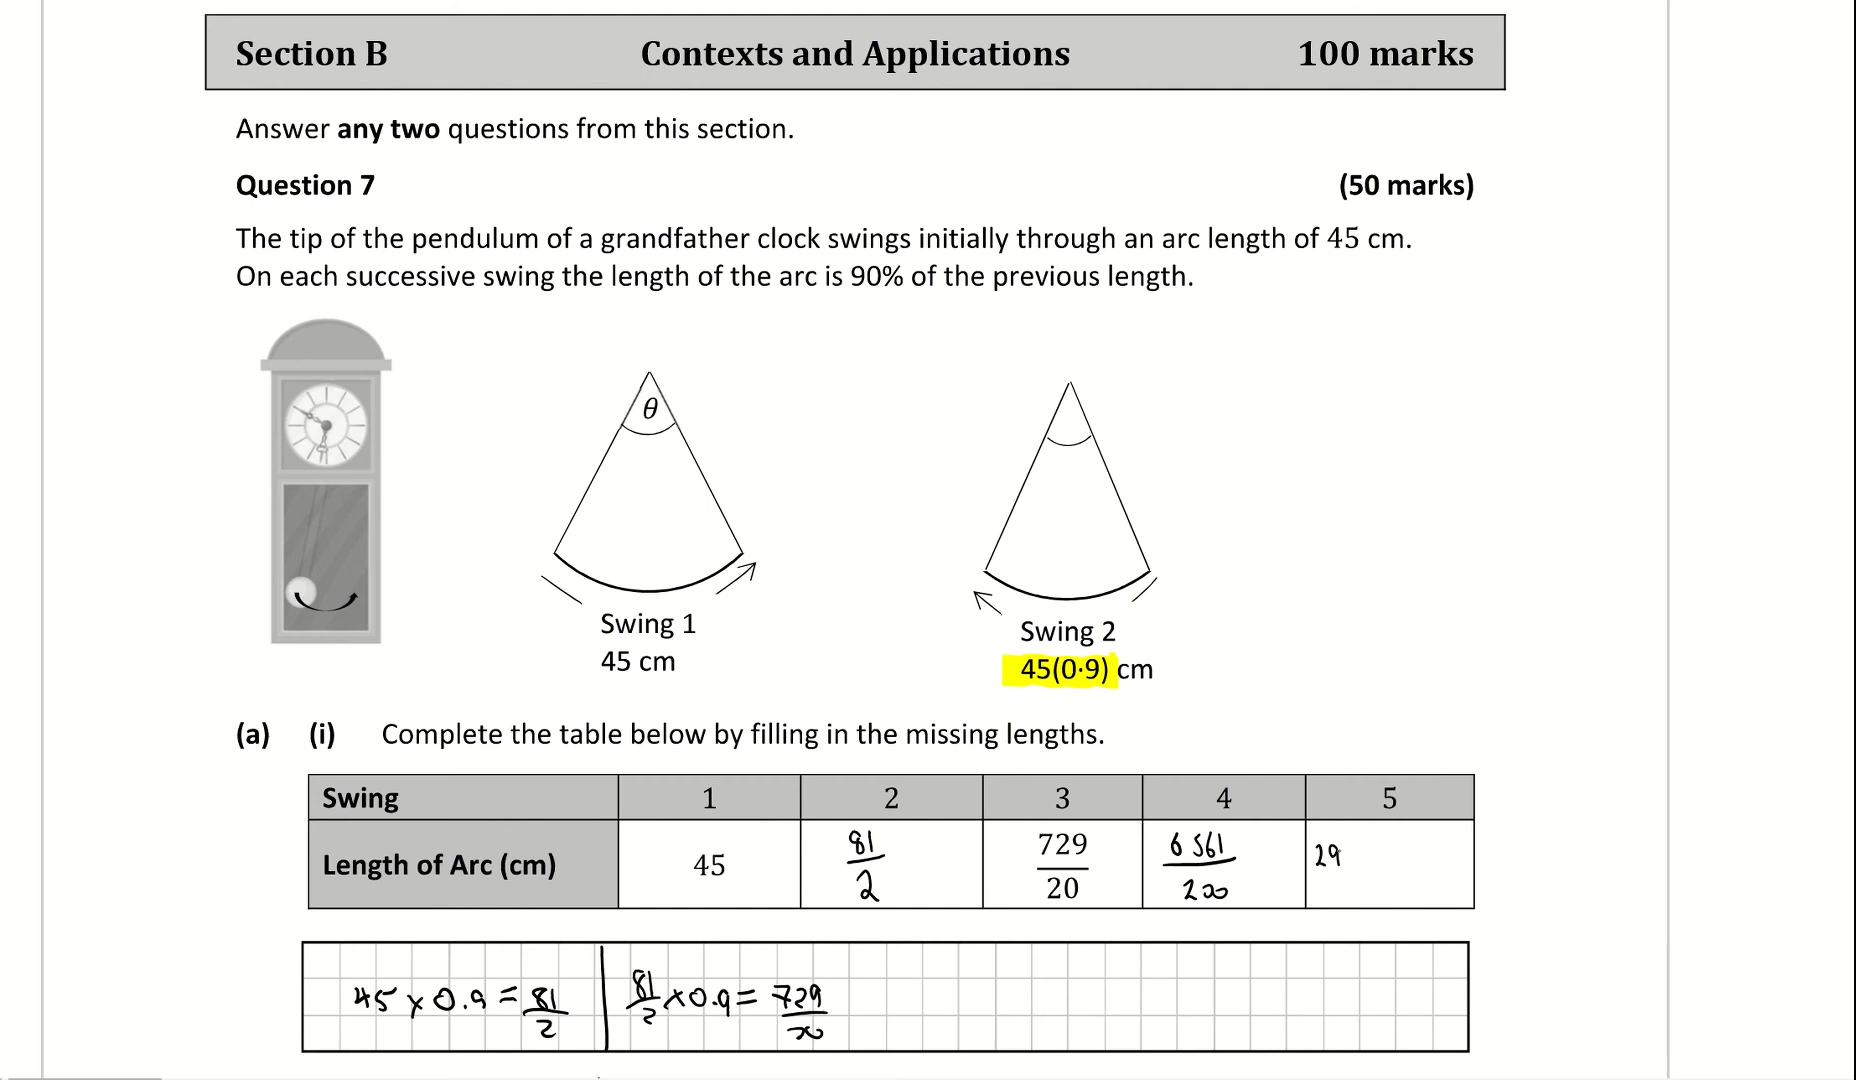 Section B Contexts and Applications 100 marks
Answer any two questions from this section.
Question 7 (50 marks)
The tip of the pendulum of a grandfather clock swings initially through an arc length of 45 cm.
On each successive swing the length of the arc is 90% of the previous length.
θ
Swing 1
45 cm
Swing 2
45(0·9) cm
(a) (i) Complete the table below by filling in the missing lengths.
Swing 1 2 3 4 5
Length of Arc (cm) 45 81/2 729/20 6561/200 29
45 × 0.9 = 81/2 81/2 × 0.9 = 729/20